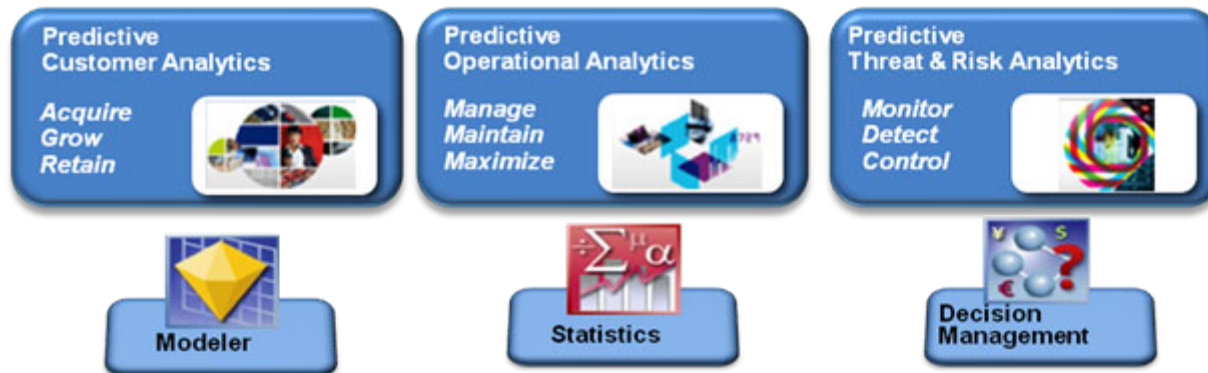 Predictive
Customer Analytics
Acquire
Grow
Retain
Predictive
Operational Analytics
Manage
Maintain
Maximize
Predictive
Threat & Risk Analytics
Monitor
Detect
Control
÷Σμα
¥ $
€ ?
Modeler
Statistics
Decision
Management